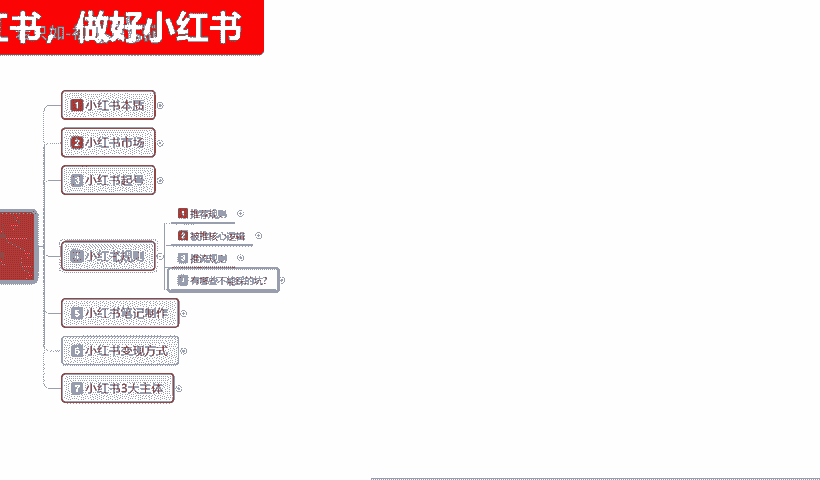 红书，做好小红书
1 小红书本质
2 小红书市场
3 小红书起号
4 小红书规则
1 推荐规则
2 被推核心逻辑
3 推流规则
有哪些不能踩的坑？
5 小红书笔记制作
6 小红书变现方式
7 小红书3大主体